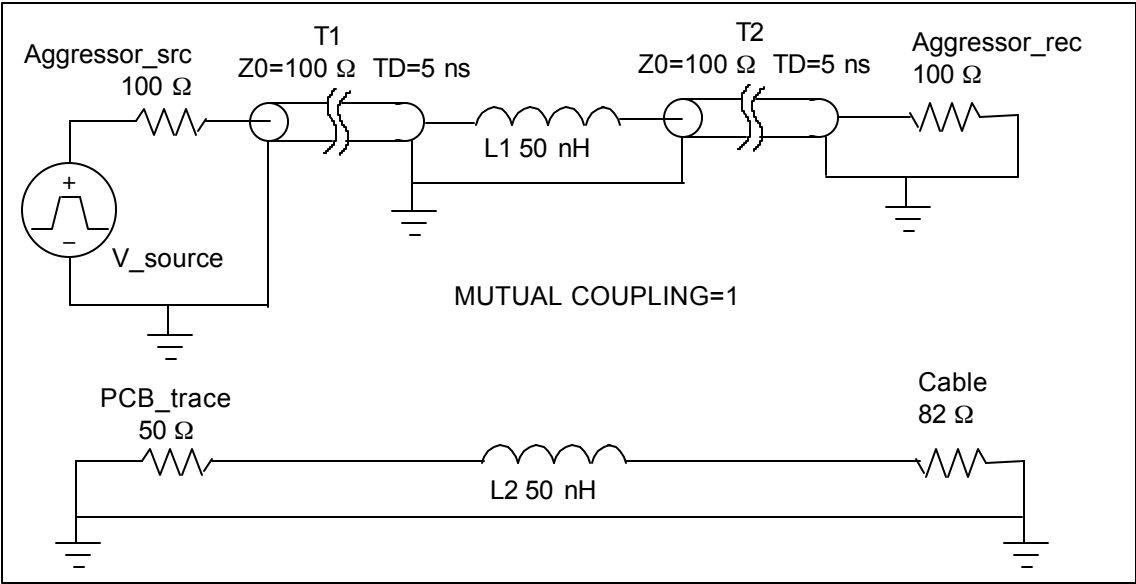 Aggressor_src
100 Ω
T1
Z0=100 Ω TD=5 ns
L1 50 nH
T2
Z0=100 Ω TD=5 ns
Aggressor_rec
100 Ω
+
−
V_source
MUTUAL COUPLING=1
PCB_trace
50 Ω
L2 50 nH
Cable
82 Ω